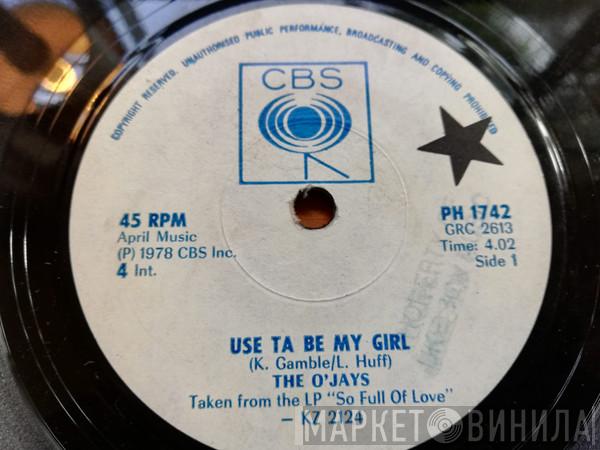 COPYRIGHT RESERVED. UNAUTHORISED PUBLIC PERFORMANCE, BROADCASTING AND COPYING PROHIBITED
CBS
45 RPM
April Music
(P) 1978 CBS Inc.
4 Int.
PH 1742
GRC 2613
Time: 4.02
Side 1
USE TA BE MY GIRL
(K. Gamble/L. Huff)
THE O'JAYS
Taken from the LP "So Full Of Love"
— KZ 2124
МАРКЕТ ВИНИЛА